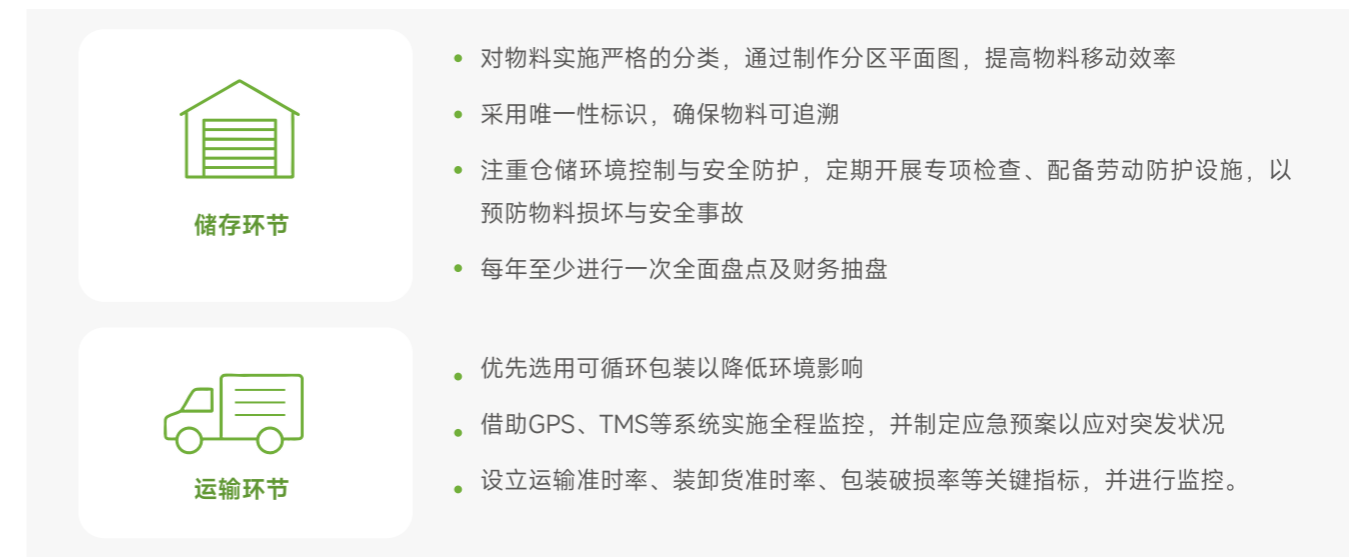 储存环节
对物料实施严格的分类，通过制作分区平面图，提高物料移动效率
采用唯一性标识，确保物料可追溯
注重仓储环境控制与安全防护，定期开展专项检查、配备劳动防护设施，以
预防物料损坏与安全事故
每年至少进行一次全面盘点及财务抽盘
运输环节
优先选用可循环包装以降低环境影响
借助GPS、TMS等系统实施全程监控，并制定应急预案以应对突发状况
设立运输准时率、装卸货准时率、包装破损率等关键指标，并进行监控。